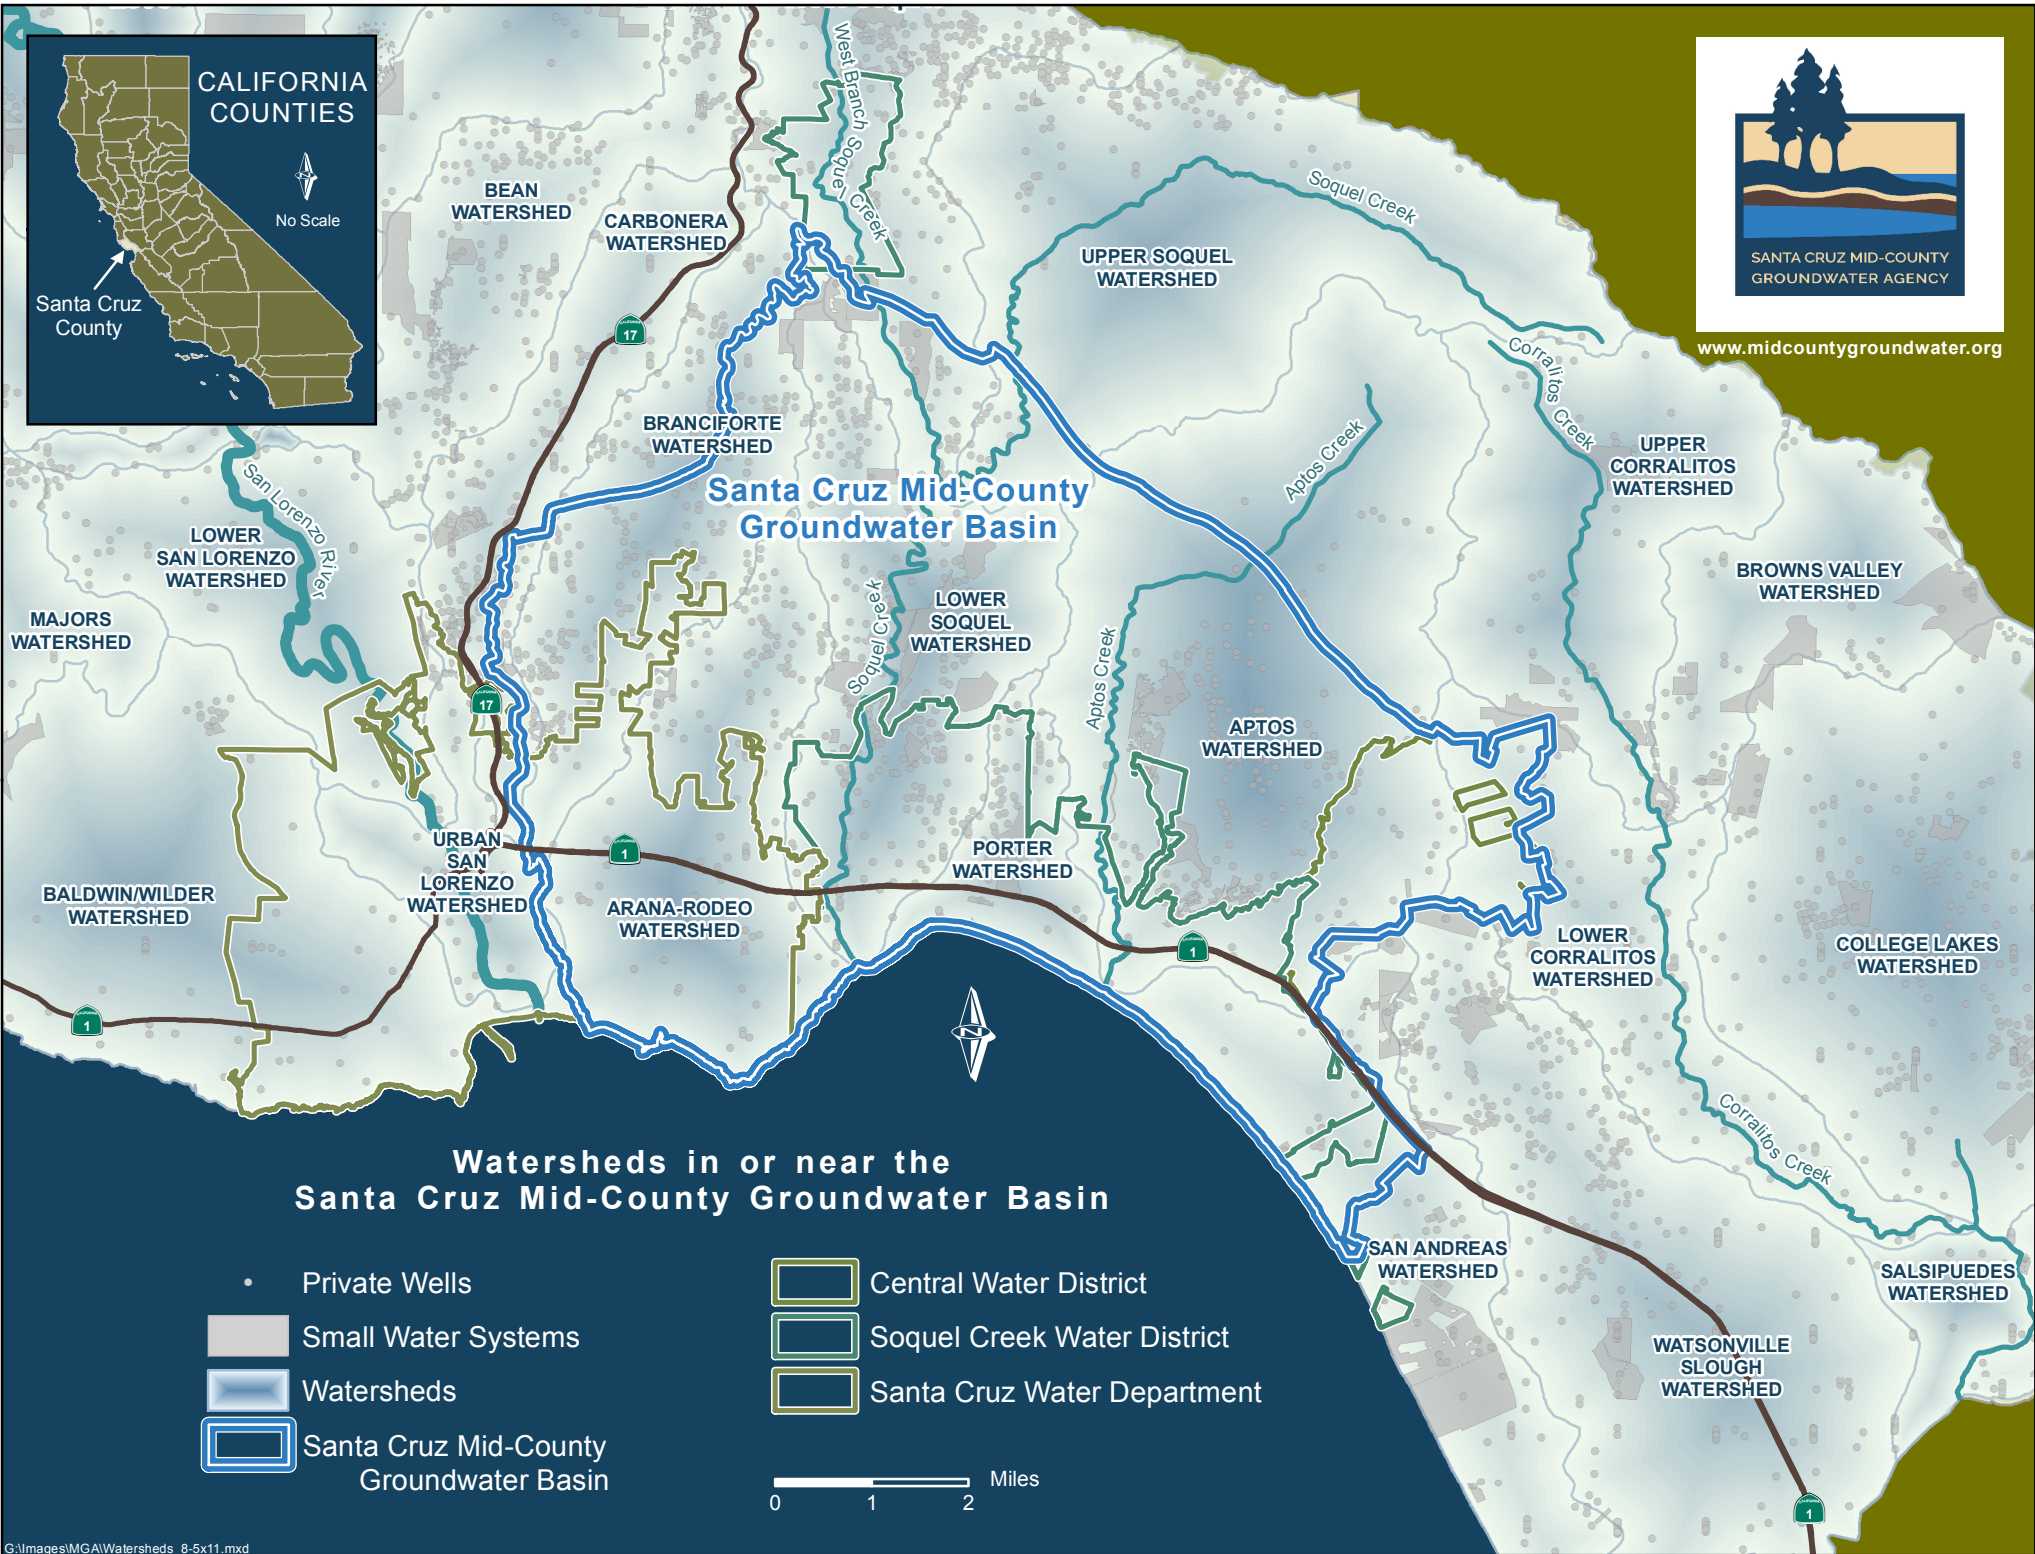 CALIFORNIA
COUNTIES
N
No Scale
Santa Cruz
County
SANTA CRUZ MID-COUNTY
GROUNDWATER AGENCY
www.midcountygroundwater.org
West Branch Soquel Creek
BEAN
WATERSHED
CARBONERA
WATERSHED
Soquel Creek
UPPER SOQUEL
WATERSHED
CALIFORNIA
17
Corralitos Creek
BRANCIFORTE
WATERSHED
Aptos Creek
UPPER
CORRALITOS
WATERSHED
San Lorenzo River
Santa Cruz Mid-County
Groundwater Basin
LOWER
SAN LORENZO
WATERSHED
BROWNS VALLEY
WATERSHED
MAJORS
WATERSHED
Soquel Creek
LOWER
SOQUEL
WATERSHED
Aptos Creek
CALIFORNIA
17
APTOS
WATERSHED
URBAN
SAN
LORENZO
WATERSHED
CALIFORNIA
1
PORTER
WATERSHED
BALDWIN/WILDER
WATERSHED
ARANA-RODEO
WATERSHED
CALIFORNIA
1
LOWER
CORRALITOS
WATERSHED
COLLEGE LAKES
WATERSHED
CALIFORNIA
1
N
Corralitos Creek
Watersheds in or near the
Santa Cruz Mid-County Groundwater Basin
SAN ANDREAS
WATERSHED
SALSIPUEDES
WATERSHED
WATSONVILLE
SLOUGH
WATERSHED
CALIFORNIA
1
Private Wells
Small Water Systems
Watersheds
Santa Cruz Mid-County
Groundwater Basin
Central Water District
Soquel Creek Water District
Santa Cruz Water Department
Miles
0 1 2
G:\Images\MGA\Watersheds_8-5x11.mxd